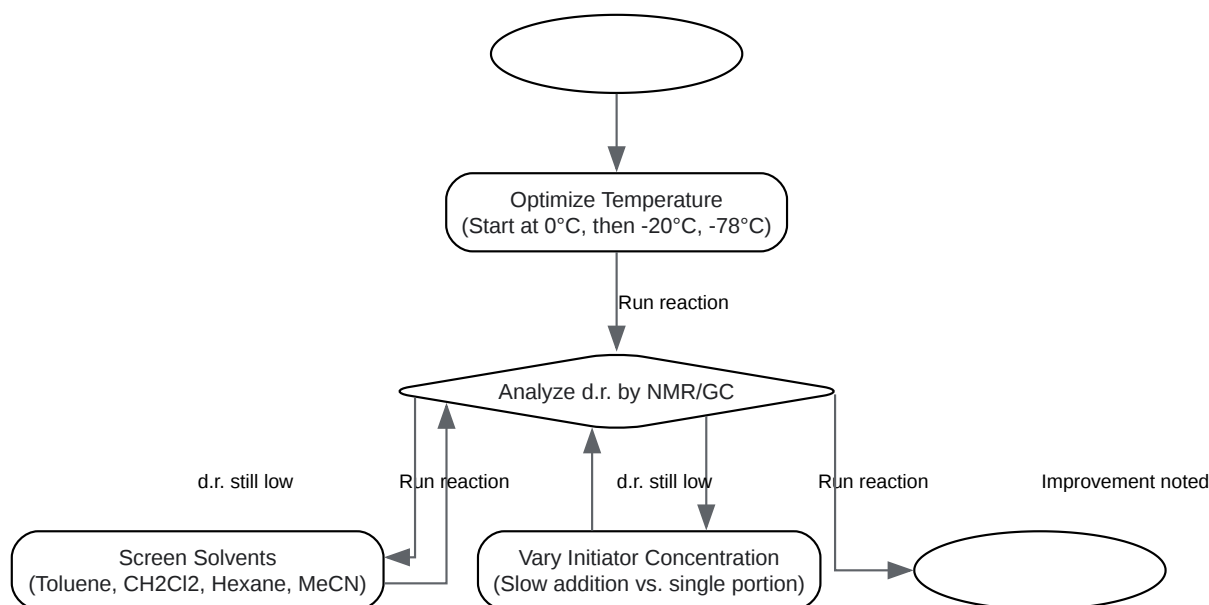 Optimize Temperature
(Start at 0°C, then -20°C, -78°C)
Run reaction
Analyze d.r. by NMR/GC
d.r. still low
Run reaction
d.r. still low
Run reaction
Improvement noted
Screen Solvents
(Toluene, CH2Cl2, Hexane, MeCN)
Vary Initiator Concentration
(Slow addition vs. single portion)